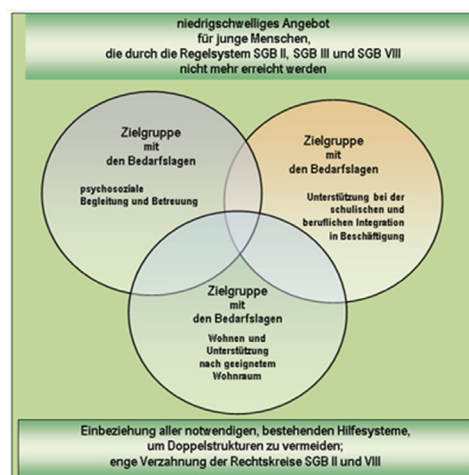 niedrigschwelliges Angebot
für junge Menschen,
die durch die Regelsystem SGB II, SGB III und SGB VIII
nicht mehr erreicht werden
Zielgruppe
mit
den Bedarfslagen
psychosoziale
Begleitung und Betreuung
Zielgruppe
mit
den Bedarfslagen
Unterstützung bei der
schulischen und
beruflichen Integration
in Beschäftigung
Zielgruppe
mit
den Bedarfslagen
Wohnen und
Unterstützung
nach geeignetem
Wohnraum
Einbeziehung aller notwendigen, bestehenden Hilfesysteme,
um Doppelstrukturen zu vermeiden;
enge Verzahnung der Rechtskreise SGB II und VIII